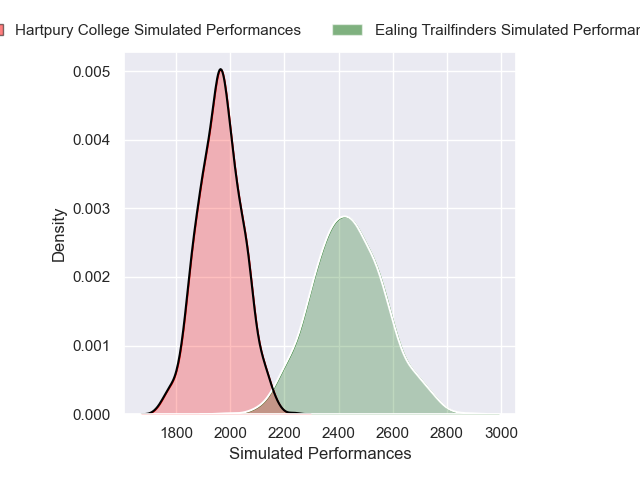 Hartpury College Simulated Performances
Ealing Trailfinders Simulated
0.005
0.004
0.003
0.002
0.001
0.000
Density
1800 2000 2200 2400 2600 2800 3000
Simulated Performances